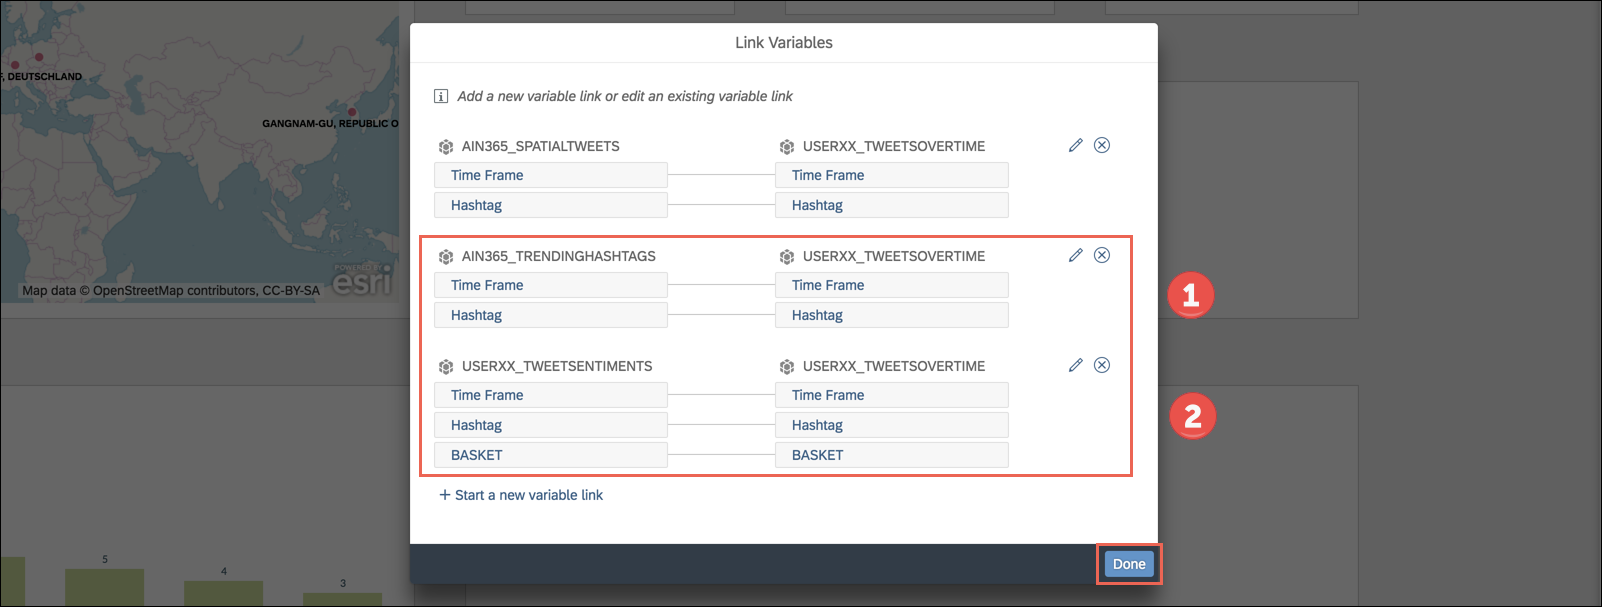 Link Variables
Add a new variable link or edit an existing variable link
AIN365_SPATIALTWEETS USERXX_TWEETSOVERTIME
Time Frame Time Frame
Hashtag Hashtag
AIN365_TRENDINGHASHTAGS USERXX_TWEETSOVERTIME
Time Frame Time Frame
Hashtag Hashtag
USERXX_TWEETSENTIMENTS USERXX_TWEETSOVERTIME
Time Frame Time Frame
Hashtag Hashtag
BASKET BASKET
+ Start a new variable link
Done
1
2
F, DEUTSCHLAND
GANGNAM-GU, REPUBLIC O
POWERED BY
esri
Map data © OpenStreetMap contributors, CC-BY-SA
5
4
3